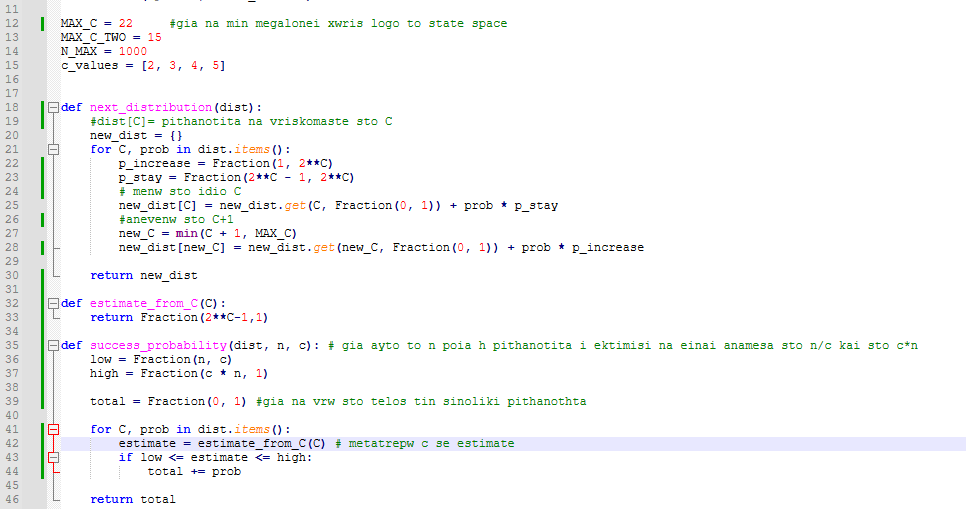 11
12 MAX_C = 22 #gia na min megalonei xwris logo to state space
13 MAX_C_TWO = 15
14 N_MAX = 1000
15 c_values = [2, 3, 4, 5]
16
17
18 def next_distribution(dist):
19 #dist[C]= pithanotita na vriskomaste sto C
20 new_dist = {}
21 for C, prob in dist.items():
22 p_increase = Fraction(1, 2**C)
23 p_stay = Fraction(2**C - 1, 2**C)
24 # menw sto idio C
25 new_dist[C] = new_dist.get(C, Fraction(0, 1)) + prob * p_stay
26 #anevenw sto C+1
27 new_C = min(C + 1, MAX_C)
28 new_dist[new_C] = new_dist.get(new_C, Fraction(0, 1)) + prob * p_increase
29
30 return new_dist
31
32 def estimate_from_C(C):
33 return Fraction(2**C-1,1)
34
35 def success_probability(dist, n, c): # gia ayto to n poia h pithanotita i ektimisi na einai anamesa sto n/c kai sto c*n
36 low = Fraction(n, c)
37 high = Fraction(c * n, 1)
38
39 total = Fraction(0, 1) #gia na vrw sto telos tin sinoliki pithanothta
40
41 for C, prob in dist.items():
42 estimate = estimate_from_C(C) # metatrepw c se estimate
43 if low <= estimate <= high:
44 total += prob
45
46 return total